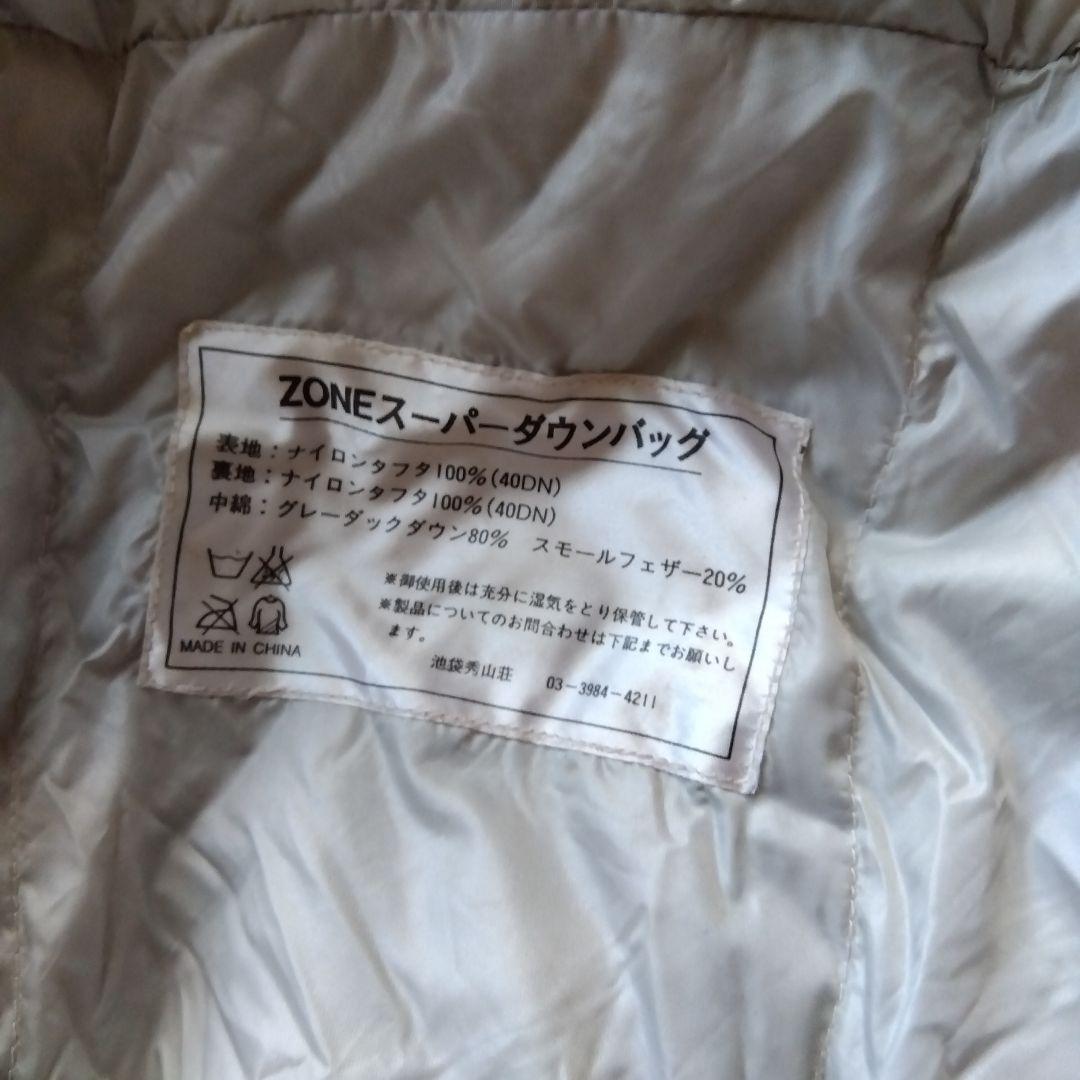 ZONEスーパーダウンバッグ
表地：ナイロンタフタ100%(40DN)
裏地：ナイロンタフタ100%(40DN)
中綿：グレーダックダウン80%　スモールフェザー20%
※御使用後は充分に湿気をとり保管して下さい。
※製品についてのお問合わせは下記までお願いし
ます。
池袋秀山荘　03-3984-4211
MADE IN CHINA